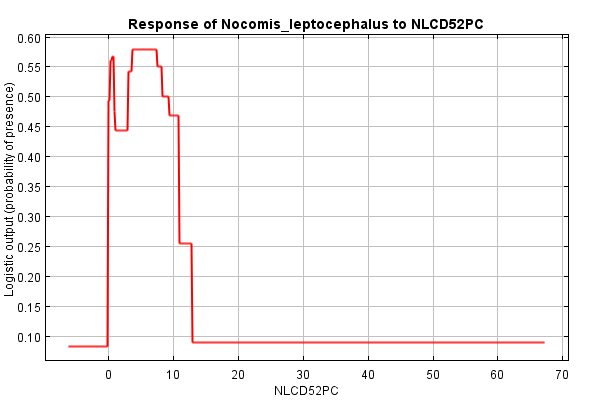 Response of Nocomis_leptocephalus to NLCD52PC
Logistic output (probability of presence)
0.60
0.55
0.50
0.45
0.40
0.35
0.30
0.25
0.20
0.15
0.10
0 10 20 30 40 50 60 70
NLCD52PC